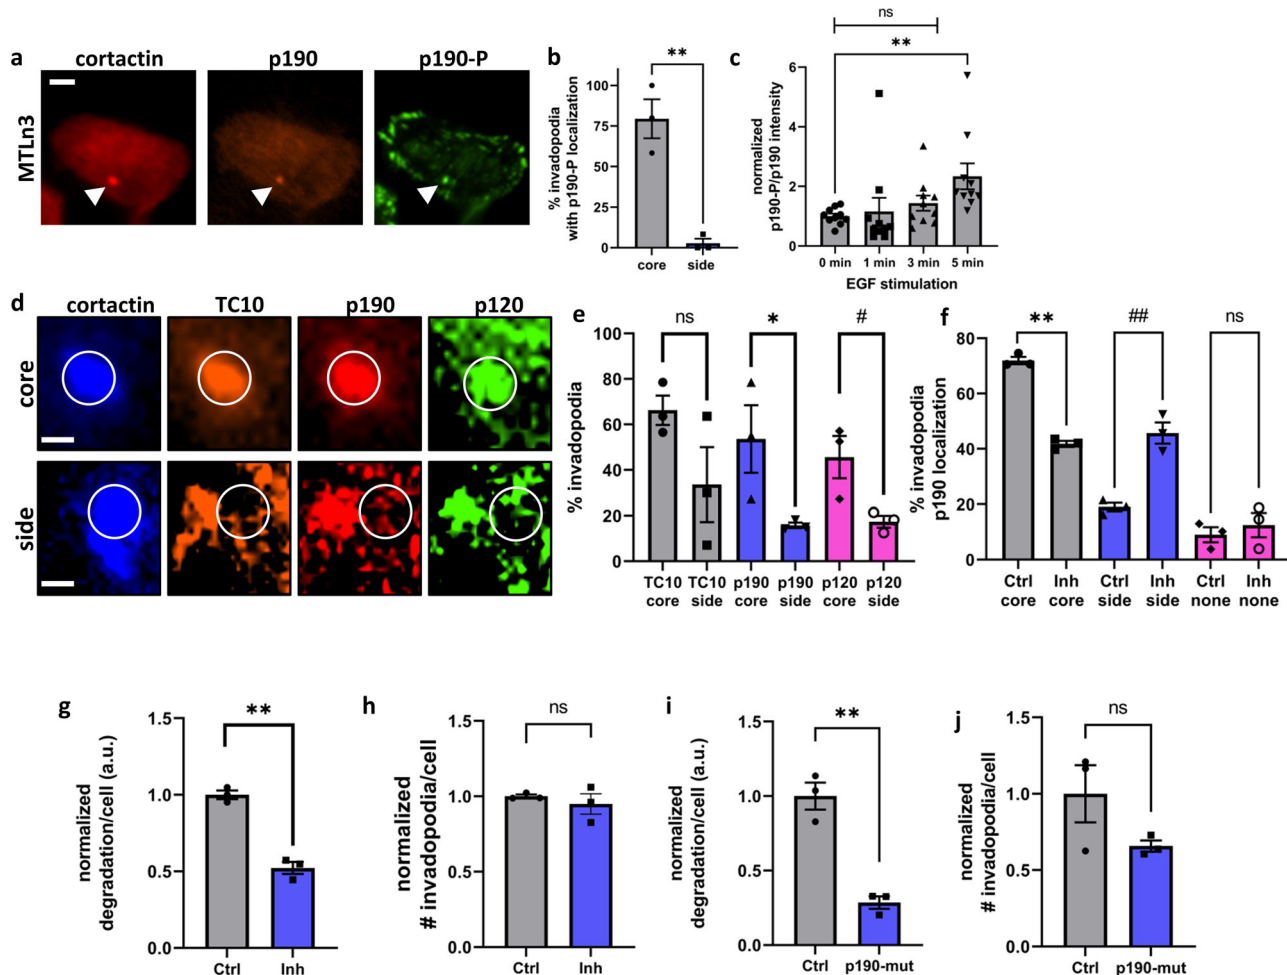 a
cortactin
p190
p190-P
MTLn3
b
**
100
75
50
25
0
% invadopodia
with p190-P localization
core
side
c
ns
**
6
4
2
0
normalized
p190-P/p190 intensity
0 min
1 min
3 min
5 min
EGF stimulation
d
cortactin
TC10
p190
p120
core
side
e
ns
*
#
100
80
60
40
20
0
% invadopodia
TC10 TC10 p190 p190 p120 p120
core side core side core side
f
**
##
ns
80
60
40
20
0
% invadopodia
p190 localization
Ctrl Inh Ctrl Inh Ctrl Inh
core core side side none none
g
**
1.5
1.0
0.5
0.0
normalized
degradation/cell (a.u.)
Ctrl
Inh
h
ns
1.5
1.0
0.5
0.0
normalized
# invadopodia/cell
Ctrl
Inh
i
**
1.5
1.0
0.5
0.0
normalized
degradation/cell (a.u.)
Ctrl
p190-mut
j
ns
1.5
1.0
0.5
0.0
normalized
# invadopodia/cell
Ctrl
p190-mut